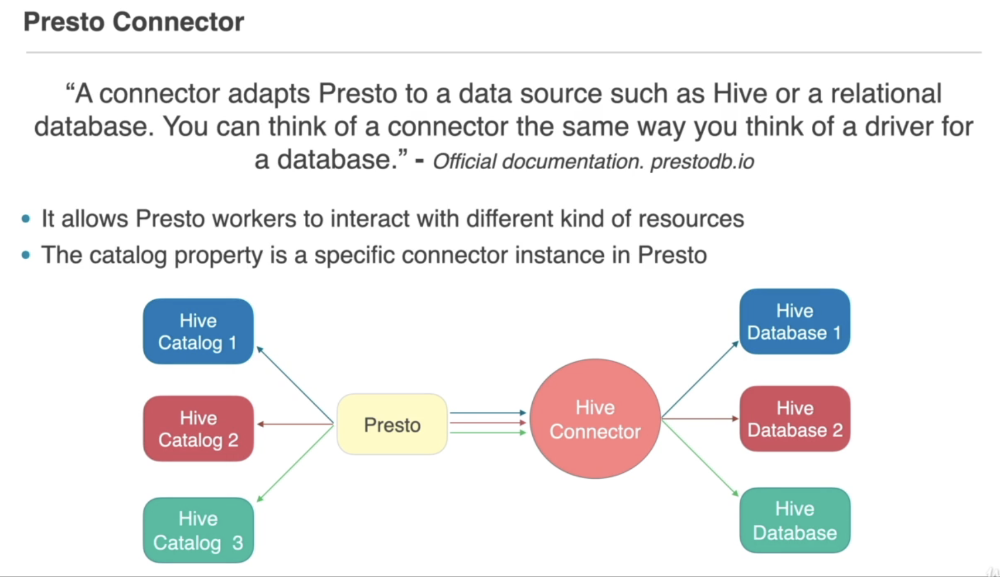 Presto Connector
“A connector adapts Presto to a data source such as Hive or a relational
database. You can think of a connector the same way you think of a driver for
a database.” - Official documentation. prestodb.io
• It allows Presto workers to interact with different kind of resources
• The catalog property is a specific connector instance in Presto
Hive
Catalog 1
Hive
Catalog 2
Hive
Catalog 3
Presto
Hive
Connector
Hive
Database 1
Hive
Database 2
Hive
Database